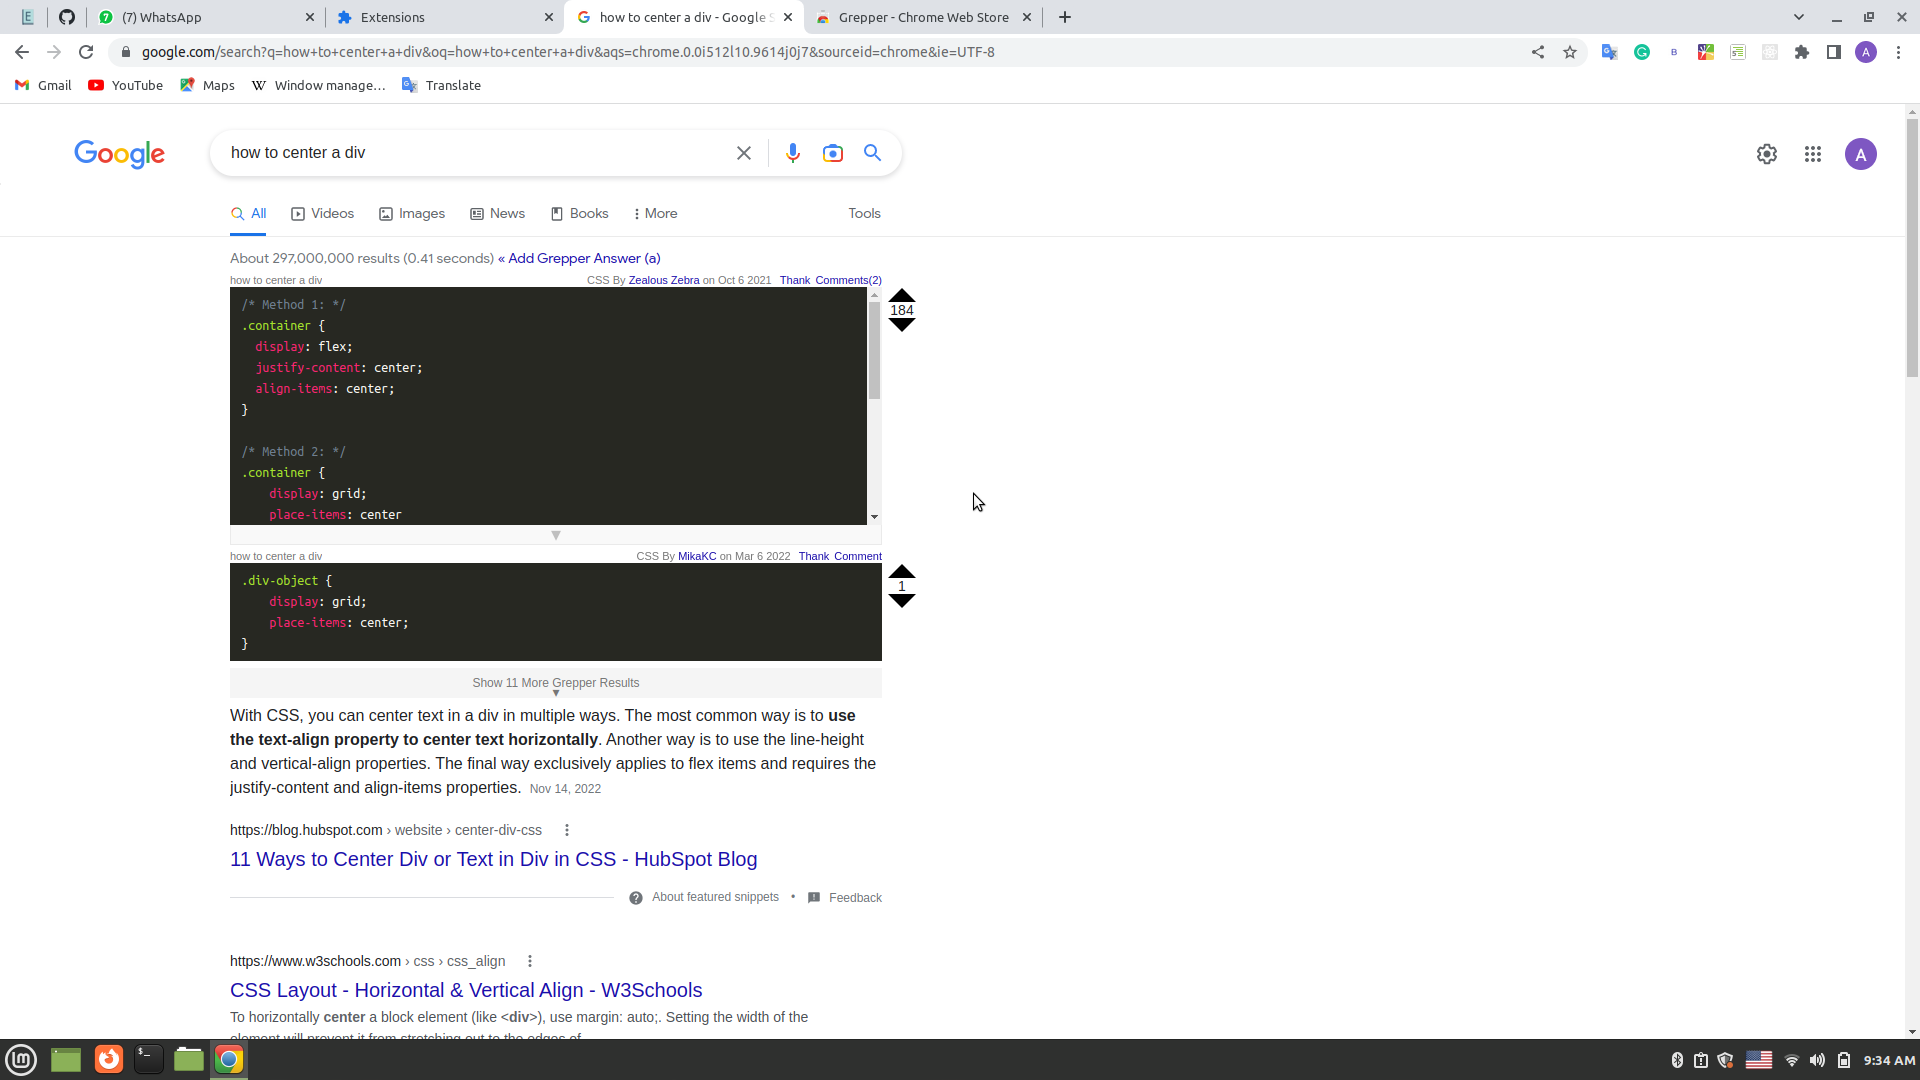 (7) WhatsApp
Extensions
how to center a div - Google S
Grepper - Chrome Web Store
google.com/search?q=how+to+center+a+div&oq=how+to+center+a+div&aqs=chrome.0.0i512l10.9614j0j7&sourceid=chrome&ie=UTF-8
B
A
Gmail
YouTube
Maps
W
Window manage…
Translate
Google
how to center a div
A
All
Videos
Images
News
Books
More
Tools
About 297,000,000 results (0.41 seconds) « Add Grepper Answer (a)
how to center a div
CSS By Zealous Zebra on Oct 6 2021 Thank Comments(2)
184
/* Method 1: */
.container {
display: flex;
justify-content: center;
align-items: center;
}
/* Method 2: */
.container {
display: grid;
place-items: center
how to center a div
CSS By MikaKC on Mar 6 2022 Thank Comment
1
.div-object {
display: grid;
place-items: center;
}
Show 11 More Grepper Results
With CSS, you can center text in a div in multiple ways. The most common way is to use
the text-align property to center text horizontally. Another way is to use the line-height
and vertical-align properties. The final way exclusively applies to flex items and requires the
justify-content and align-items properties. Nov 14, 2022
https://blog.hubspot.com › website › center-div-css
11 Ways to Center Div or Text in Div in CSS - HubSpot Blog
About featured snippets • Feedback
https://www.w3schools.com › css › css_align
CSS Layout - Horizontal & Vertical Align - W3Schools
To horizontally center a block element (like <div>), use margin: auto;. Setting the width of the
element will prevent it from stretching out to the edges of
9:34 AM